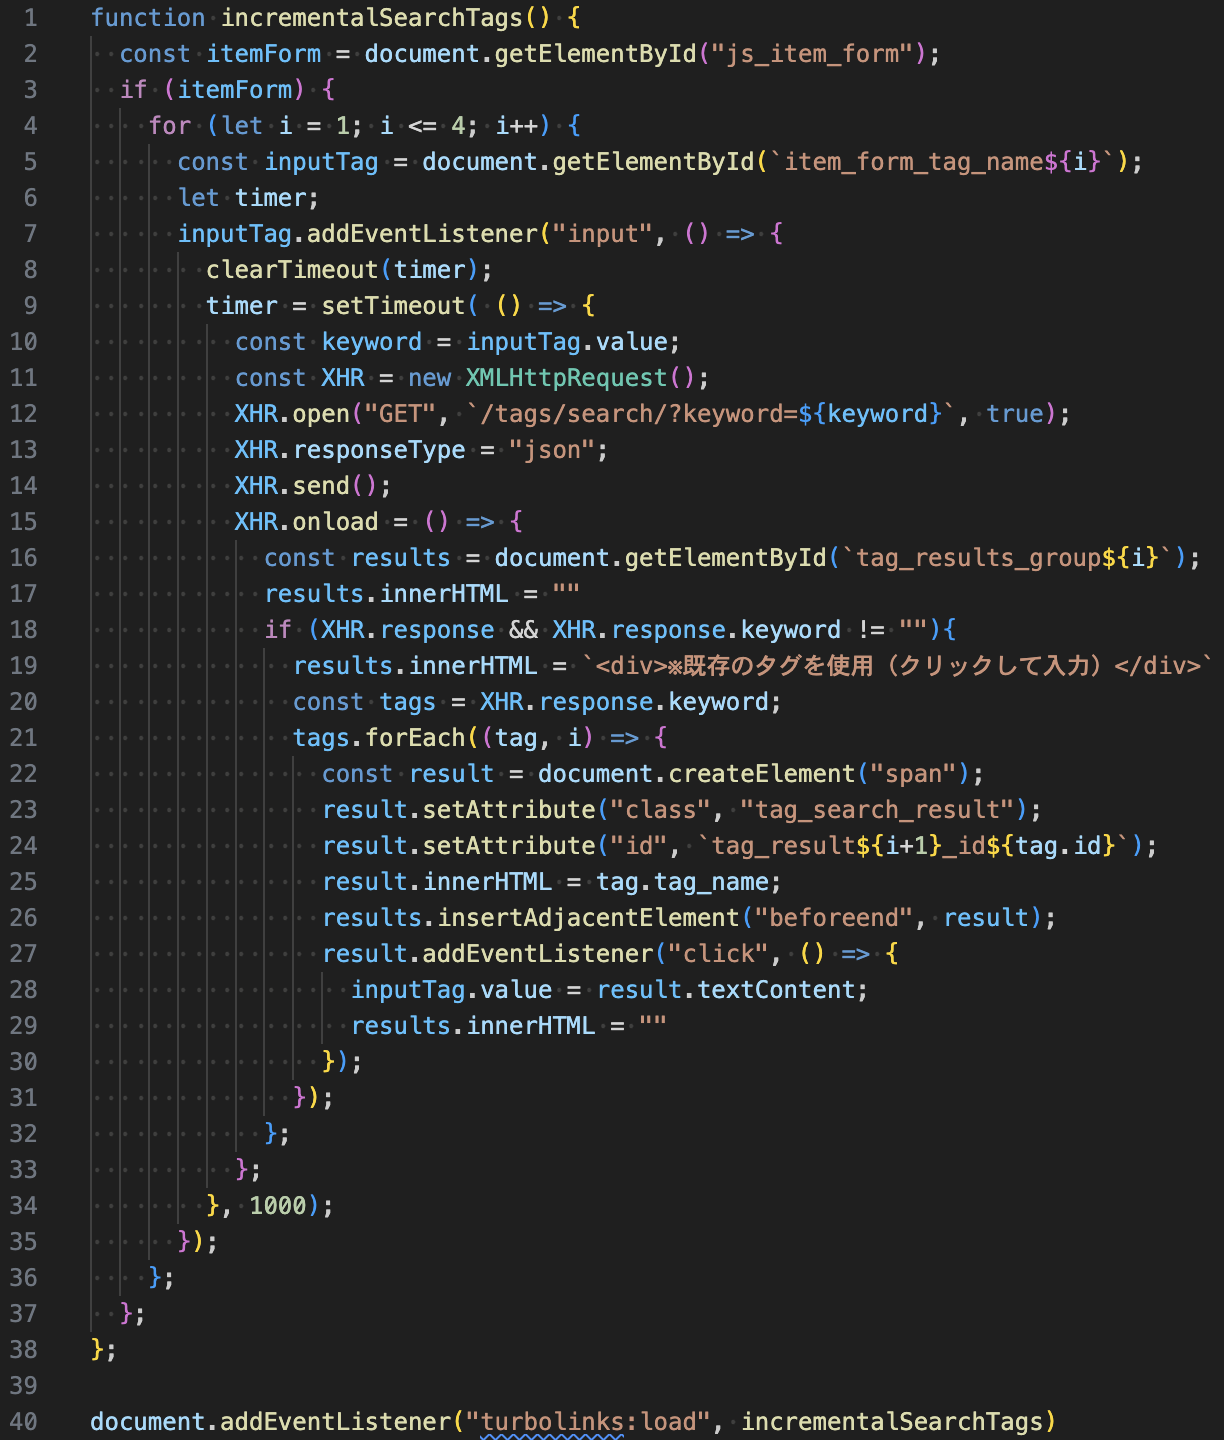 1 function incrementalSearchTags() {
2   const itemForm = document.getElementById("js_item_form");
3   if (itemForm) {
4     for (let i = 1; i <= 4; i++) {
5       const inputTag = document.getElementById(`item_form_tag_name${i}`);
6       let timer;
7       inputTag.addEventListener("input", () => {
8         clearTimeout(timer);
9         timer = setTimeout( () => {
10           const keyword = inputTag.value;
11           const XHR = new XMLHttpRequest();
12           XHR.open("GET", `/tags/search/?keyword=${keyword}`, true);
13           XHR.responseType = "json";
14           XHR.send();
15           XHR.onload = () => {
16             const results = document.getElementById(`tag_results_group${i}`);
17             results.innerHTML = ""
18             if (XHR.response && XHR.response.keyword != ""){
19               results.innerHTML = `<div>※既存のタグを使用（クリックして入力）</div>`
20               const tags = XHR.response.keyword;
21               tags.forEach((tag, i) => {
22                 const result = document.createElement("span");
23                 result.setAttribute("class", "tag_search_result");
24                 result.setAttribute("id", `tag_result${i+1}_id${tag.id}`);
25                 result.innerHTML = tag.tag_name;
26                 results.insertAdjacentElement("beforeend", result);
27                 result.addEventListener("click", () => {
28                   inputTag.value = result.textContent;
29                   results.innerHTML = ""
30                 });
31               });
32             };
33           };
34         }, 1000);
35       });
36     };
37   };
38 };
39
40 document.addEventListener("turbolinks:load", incrementalSearchTags)